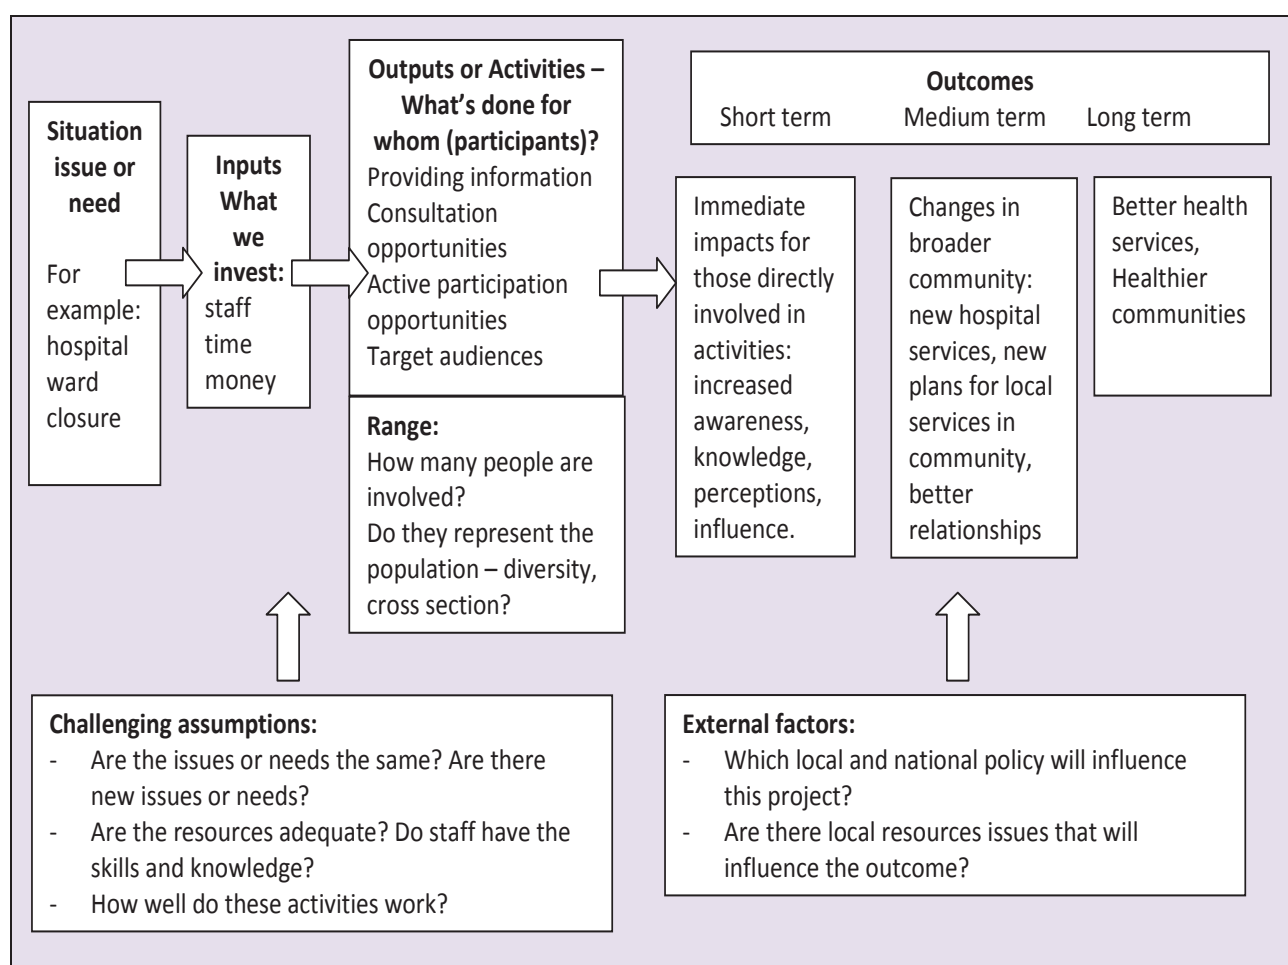 Situation
issue or
need
For
example:
hospital
ward
closure
Inputs
What
we
invest:
staff
time
money
Outputs or Activities –
What's done for
whom (participants)?
Providing information
Consultation
opportunities
Active participation
opportunities
Target audiences
Range:
How many people are
involved?
Do they represent the
population – diversity,
cross section?
Outcomes
Short term Medium term Long term
Immediate
impacts for
those directly
involved in
activities:
increased
awareness,
knowledge,
perceptions,
influence.
Changes in
broader
community:
new hospital
services, new
plans for local
services in
community,
better
relationships
Better health
services,
Healthier
communities
Challenging assumptions:
- Are the issues or needs the same? Are there
new issues or needs?
- Are the resources adequate? Do staff have the
skills and knowledge?
- How well do these activities work?
External factors:
- Which local and national policy will influence
this project?
- Are there local resources issues that will
influence the outcome?